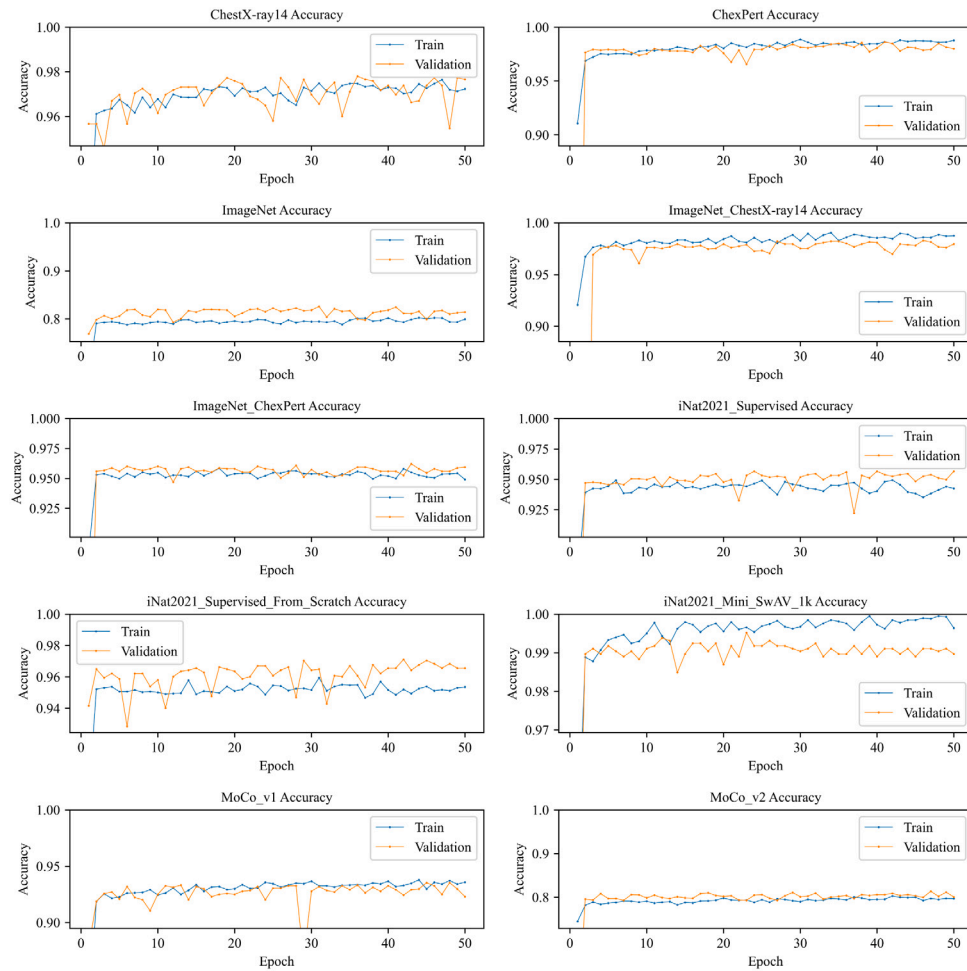 ChestX-ray14 Accuracy
1.00
0.98
0.96
Accuracy
Train
Validation
0 10 20 30 40 50
Epoch
ChexPert Accuracy
1.00
0.95
0.90
Accuracy
Train
Validation
0 10 20 30 40 50
Epoch
ImageNet Accuracy
1.0
0.9
0.8
Accuracy
Train
Validation
0 10 20 30 40 50
Epoch
ImageNet_ChestX-ray14 Accuracy
1.00
0.95
0.90
Accuracy
Train
Validation
0 10 20 30 40 50
Epoch
ImageNet_ChexPert Accuracy
1.000
0.975
0.950
0.925
Accuracy
Train
Validation
0 10 20 30 40 50
Epoch
iNat2021_Supervised Accuracy
1.000
0.975
0.950
0.925
Accuracy
Train
Validation
0 10 20 30 40 50
Epoch
iNat2021_Supervised_From_Scratch Accuracy
1.00
0.98
0.96
0.94
Accuracy
Train
Validation
0 10 20 30 40 50
Epoch
iNat2021_Mini_SwAV_1k Accuracy
1.00
0.99
0.98
0.97
Accuracy
Train
Validation
0 10 20 30 40 50
Epoch
MoCo_v1 Accuracy
1.00
0.95
0.90
Accuracy
Train
Validation
0 10 20 30 40 50
Epoch
MoCo_v2 Accuracy
1.0
0.9
0.8
Accuracy
Train
Validation
0 10 20 30 40 50
Epoch